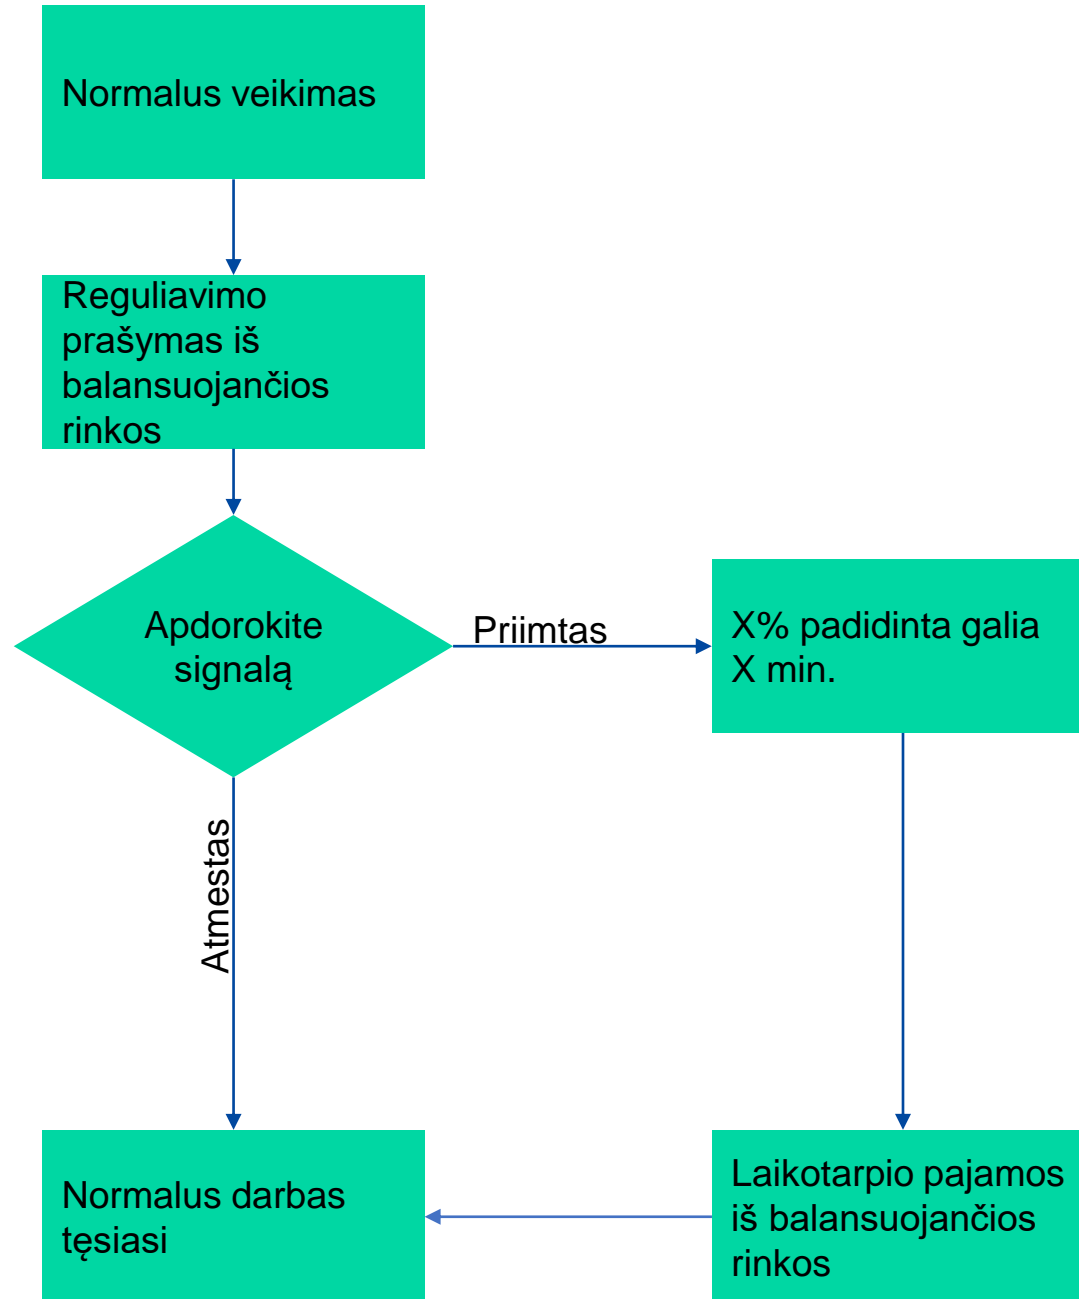 Normalus veikimas
Reguliavimo
prašymas iš
balansuojančios
rinkos
Apdorokite
signalą
Priimtas
X% padidinta galia
X min.
Atmestas
Normalus darbas
tęsiasi
Laikotarpio pajamos
iš balansuojančios
rinkos